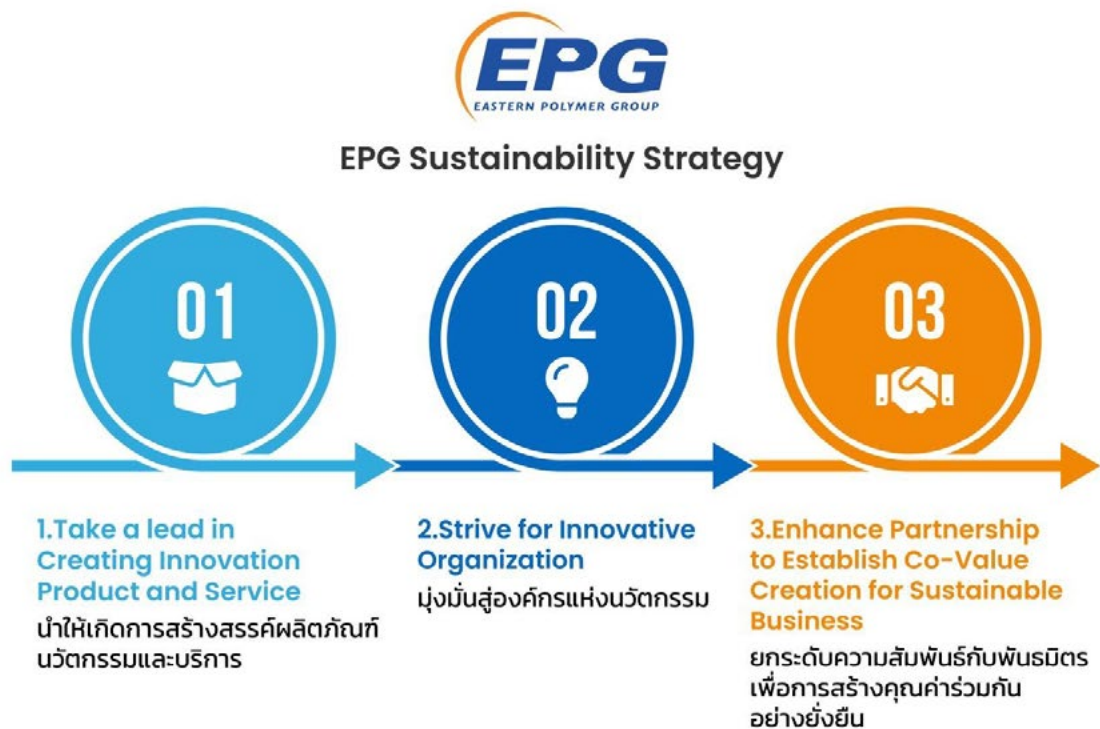 EPG
EASTERN POLYMER GROUP
EPG Sustainability Strategy
01
02
03
1.Take a lead in
Creating Innovation
Product and Service
นำให้เกิดการสร้างสรรค์ผลิตภัณฑ์
นวัตกรรมและบริการ
2.Strive for Innovative
Organization
มุ่งมั่นสู่องค์กรแห่งนวัตกรรม
3.Enhance Partnership
to Establish Co-Value
Creation for Sustainable
Business
ยกระดับความสัมพันธ์กับพันธมิตร
เพื่อการสร้างคุณค่าร่วมกัน
อย่างยั่งยืน